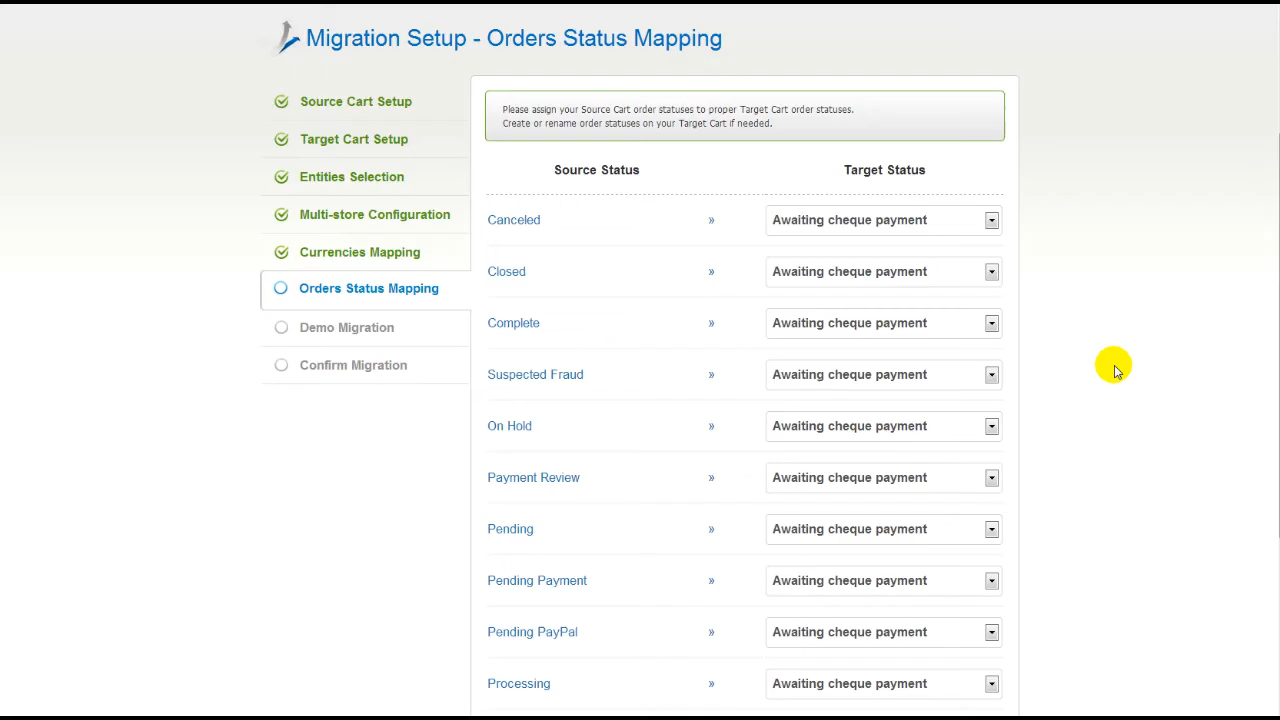 Migration Setup - Orders Status Mapping
Source Cart Setup
Target Cart Setup
Entities Selection
Multi-store Configuration
Currencies Mapping
Orders Status Mapping
Demo Migration
Confirm Migration
Please assign your Source Cart order statuses to proper Target Cart order statuses.
Create or rename order statuses on your Target Cart if needed.
Source Status Target Status
Canceled » Awaiting cheque payment
Closed » Awaiting cheque payment
Complete » Awaiting cheque payment
Suspected Fraud » Awaiting cheque payment
On Hold » Awaiting cheque payment
Payment Review » Awaiting cheque payment
Pending » Awaiting cheque payment
Pending Payment » Awaiting cheque payment
Pending PayPal » Awaiting cheque payment
Processing » Awaiting cheque payment